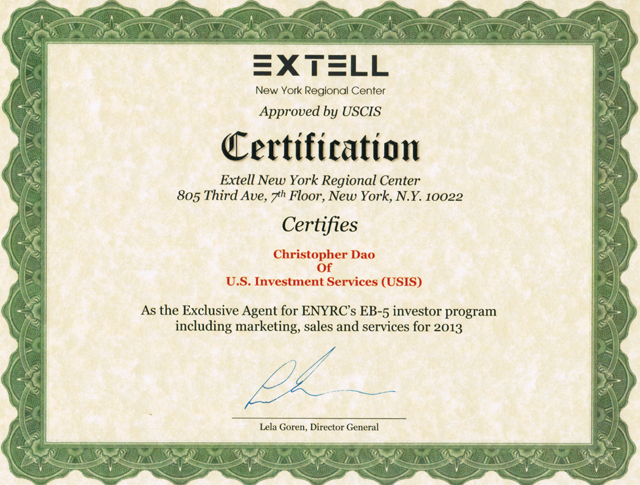 EXTELL
New York Regional Center
Approved by USCIS
Certification
Extell New York Regional Center
805 Third Ave, 7th Floor, New York, N.Y. 10022
Certifies
Christopher Dao
Of
U.S. Investment Services (USIS)
As the Exclusive Agent for ENYRC's EB-5 investor program
including marketing, sales and services for 2013
Lela Goren, Director General